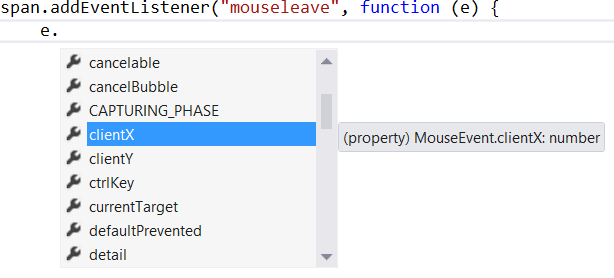 span.addEventListener("mouseleave", function (e) {
e.
cancelable
cancelBubble
CAPTURING_PHASE
clientX
(property) MouseEvent.clientX: number
clientY
ctrlKey
currentTarget
defaultPrevented
detail